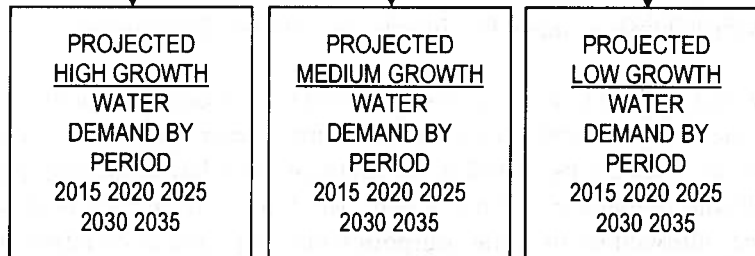 PROJECTED
HIGH GROWTH
WATER
DEMAND BY
PERIOD
2015 2020 2025
2030 2035
PROJECTED
MEDIUM GROWTH
WATER
DEMAND BY
PERIOD
2015 2020 2025
2030 2035
PROJECTED
LOW GROWTH
WATER
DEMAND BY
PERIOD
2015 2020 2025
2030 2035